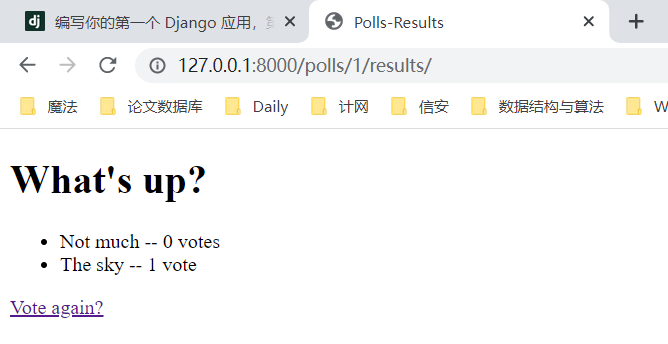 编写你的第一个 Django 应用，
Polls-Results
127.0.0.1:8000/polls/1/results/
魔法 论文数据库 Daily 计网 信安 数据结构与算法 W
What's up?
Not much -- 0 votes
The sky -- 1 vote
Vote again?